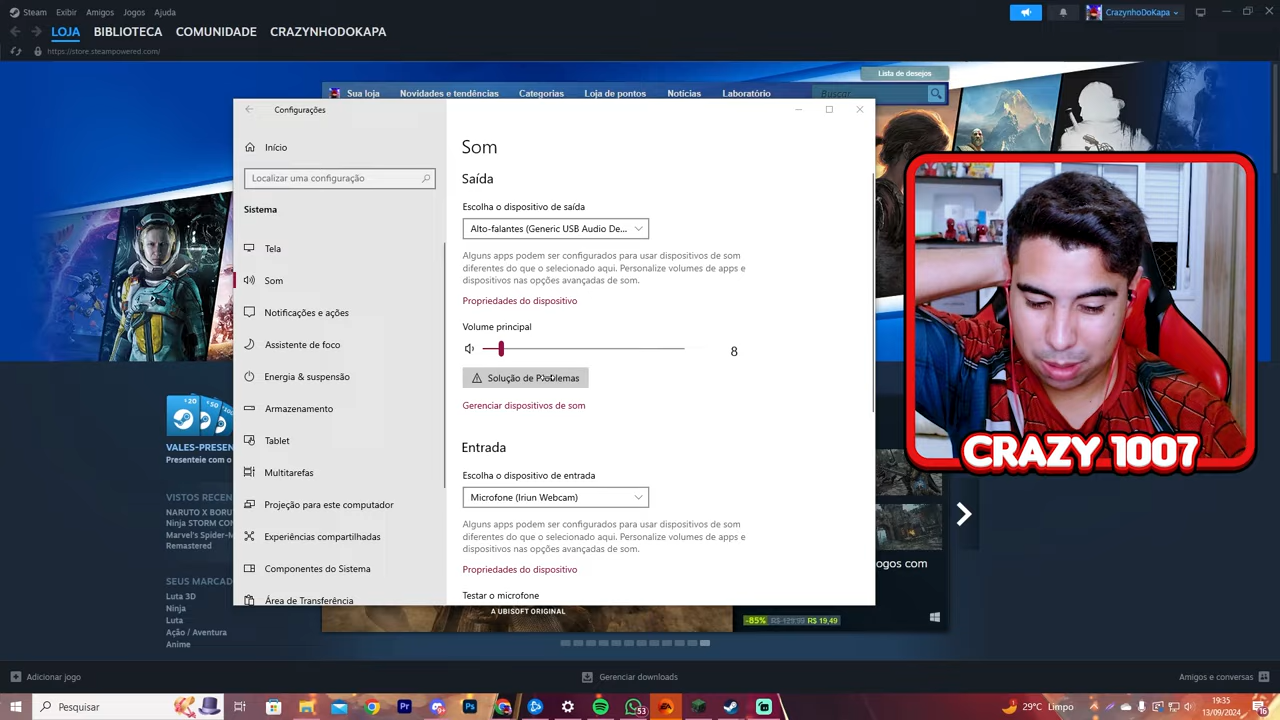 Steam Exibir Amigos Jogos Ajuda
CrazynhoDoKapa
LOJA BIBLIOTECA COMUNIDADE CRAZYNHODOKAPA
https://store.steampowered.com/
Lista de desejos
Sua loja Novidades e tendências Categorias Loja de pontos Notícias Laboratório
Buscar
Configurações
Início
Localizar uma configuração
Sistema
Tela
Som
Notificações e ações
Assistente de foco
Energia & suspensão
Armazenamento
Tablet
Multitarefas
Projeção para este computador
Experiências compartilhadas
Componentes do Sistema
Área de Transferência
Som
Saída
Escolha o dispositivo de saída
Alto-falantes (Generic USB Audio De...
Alguns apps podem ser configurados para usar dispositivos de som
diferentes do que o selecionado aqui. Personalize volumes de apps e
dispositivos nas opções avançadas de som.
Propriedades do dispositivo
Volume principal
8
Solução de Problemas
Gerenciar dispositivos de som
Entrada
Escolha o dispositivo de entrada
Microfone (Iriun Webcam)
Alguns apps podem ser configurados para usar dispositivos de som
diferentes do que o selecionado aqui. Personalize volumes de apps e
dispositivos nas opções avançadas de som.
Propriedades do dispositivo
Testar o microfone
CRAZY 1007
VALES-PRESEN
Presenteie com o
VISTOS RECEN
NARUTO X BORUT
Ninja STORM CON
Marvel's Spider-M
Remastered
SEUS MARCAD
Luta 3D
Ninja
Luta
Ação / Aventura
Anime
ogos com
A UBISOFT ORIGINAL
-85% R$ 129,99 R$ 19,49
Adicionar jogo
Gerenciar downloads
Amigos e conversas
Pesquisar
53
29°C Limpo
19:35
13/09/2024
16